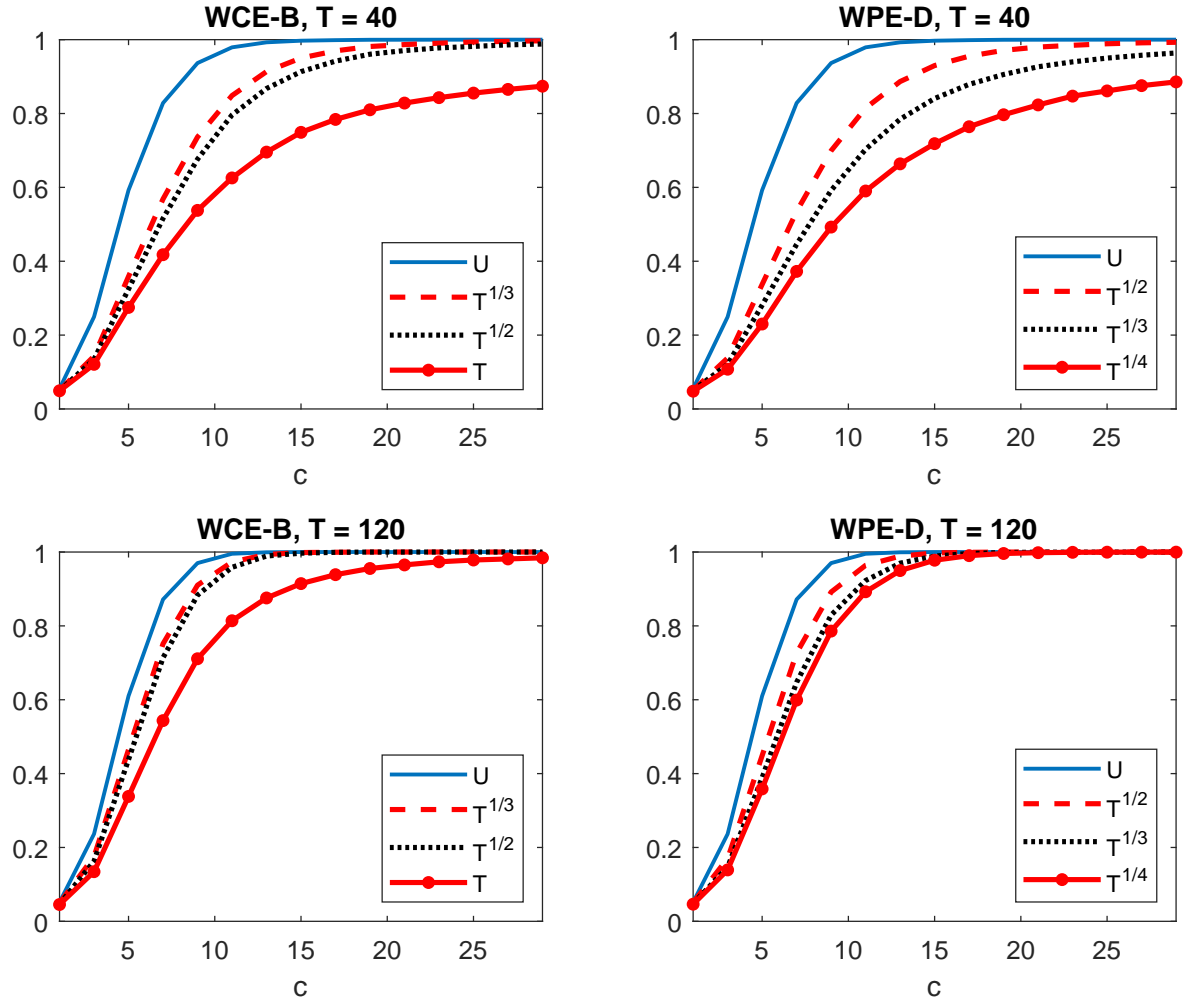 WCE-B, T = 40
1
0.8
0.6
0.4
0.2
0
5
10
15
20
25
c
U
T^{1/3}
T^{1/2}
T
WPE-D, T = 40
1
0.8
0.6
0.4
0.2
0
5
10
15
20
25
c
U
T^{1/2}
T^{1/3}
T^{1/4}
WCE-B, T = 120
1
0.8
0.6
0.4
0.2
0
5
10
15
20
25
c
U
T^{1/3}
T^{1/2}
T
WPE-D, T = 120
1
0.8
0.6
0.4
0.2
0
5
10
15
20
25
c
U
T^{1/2}
T^{1/3}
T^{1/4}